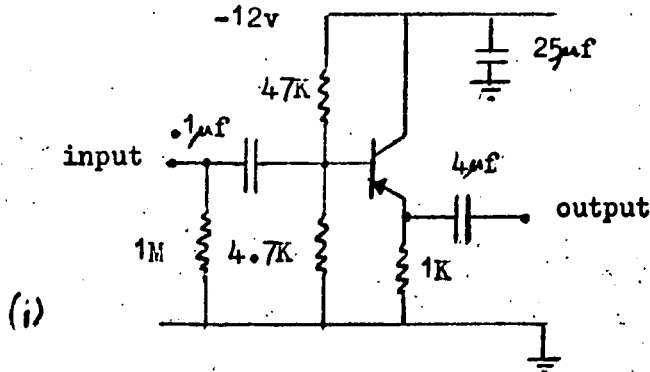 -12v
25µf
47K
.1µf
input
4µf
output
1M
4.7K
1K
(i)